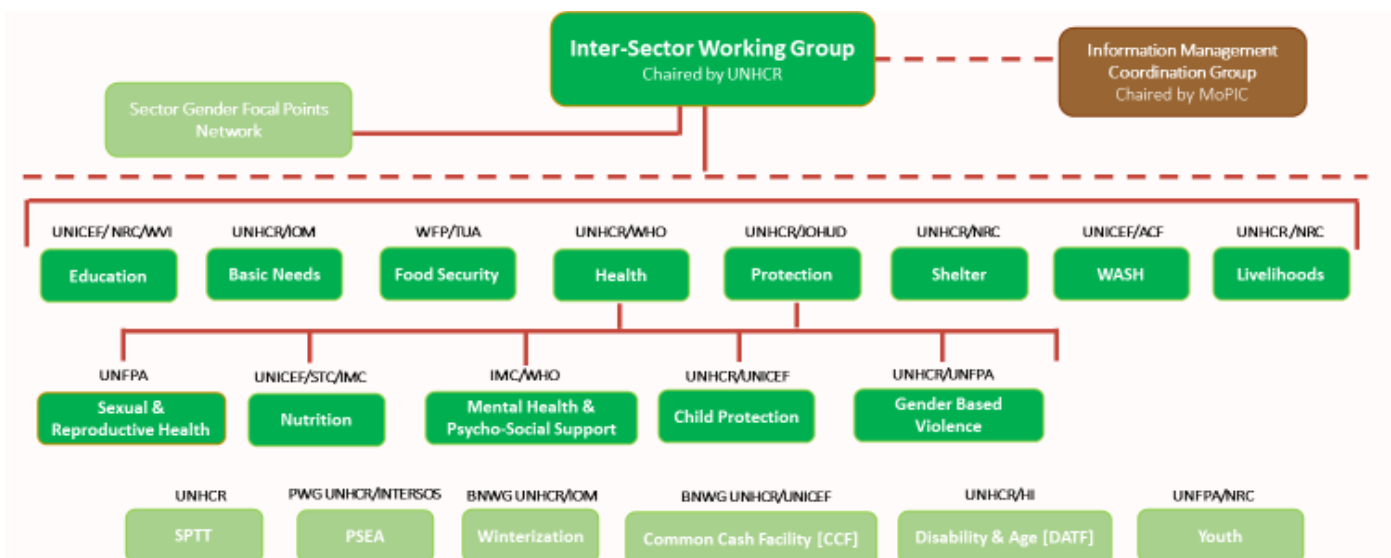 Inter-Sector Working Group
Chaired by UNHCR
Information Management
Coordination Group
Chaired by MoPIC
Sector Gender Focal Points
Network
UNICEF/ NRC/WVI
UNHCR/IOM
WFP/TUA
UNHCR/WHO
UNHCR/JOHUD
UNHCR/NRC
UNICEF/ACF
UNHCR/NRC
Education
Basic Needs
Food Security
Health
Protection
Shelter
WASH
Livelihoods
UNFPA
UNICEF/STC/IMC
IMC/WHO
UNHCR/UNICEF
UNHCR/UNFPA
Sexual &
Reproductive Health
Nutrition
Mental Health &
Psycho-Social Support
Child Protection
Gender Based
Violence
UNHCR
PWG UNHCR/INTERSOS
BNWG UNHCR/IOM
BNWG UNHCR/UNICEF
UNHCR/HI
UNFPA/NRC
SPTT
PSEA
Winterization
Common Cash Facility [CCF]
Disability & Age [DATF]
Youth